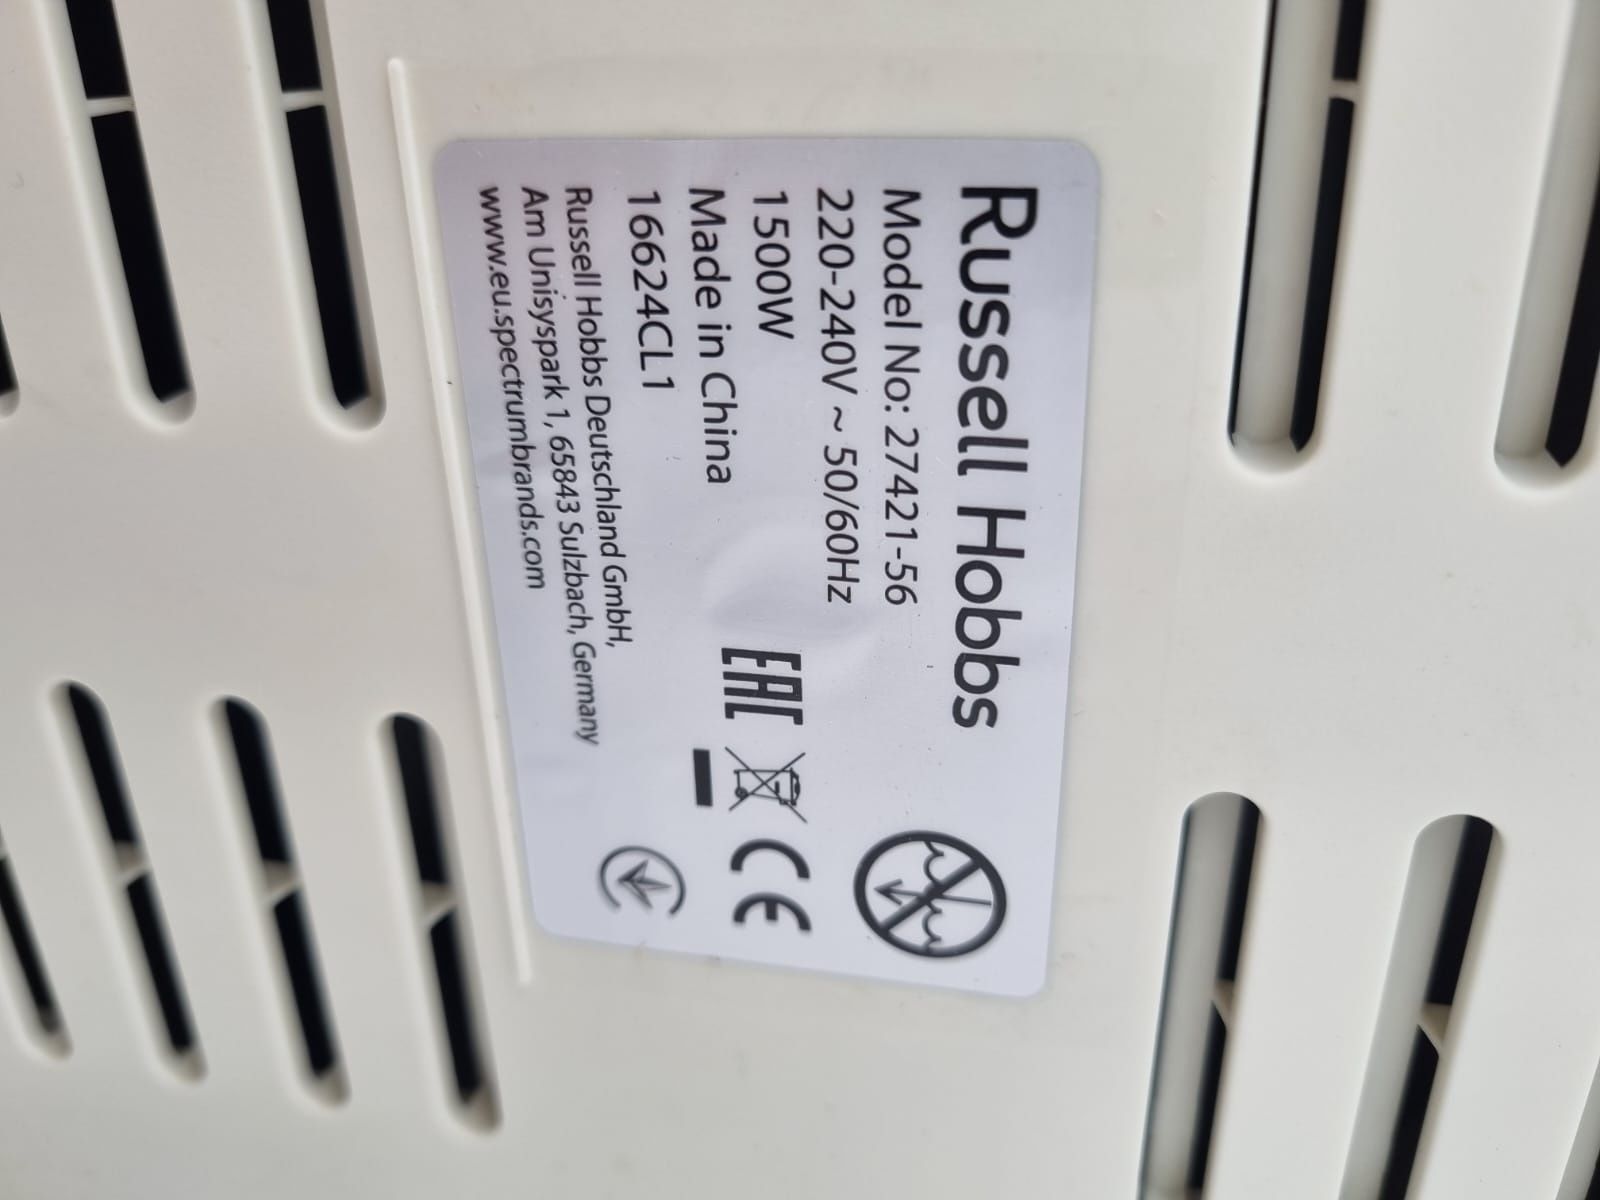 Russell Hobbs
Model No: 27421-56
220-240V ~ 50/60Hz
1500W
Made in China
16624CL1
Russell Hobbs Deutschland GmbH,
Am Unisyspark 1, 65843 Sulzbach, Germany
www.eu.spectrumbrands.com
EAC
CE